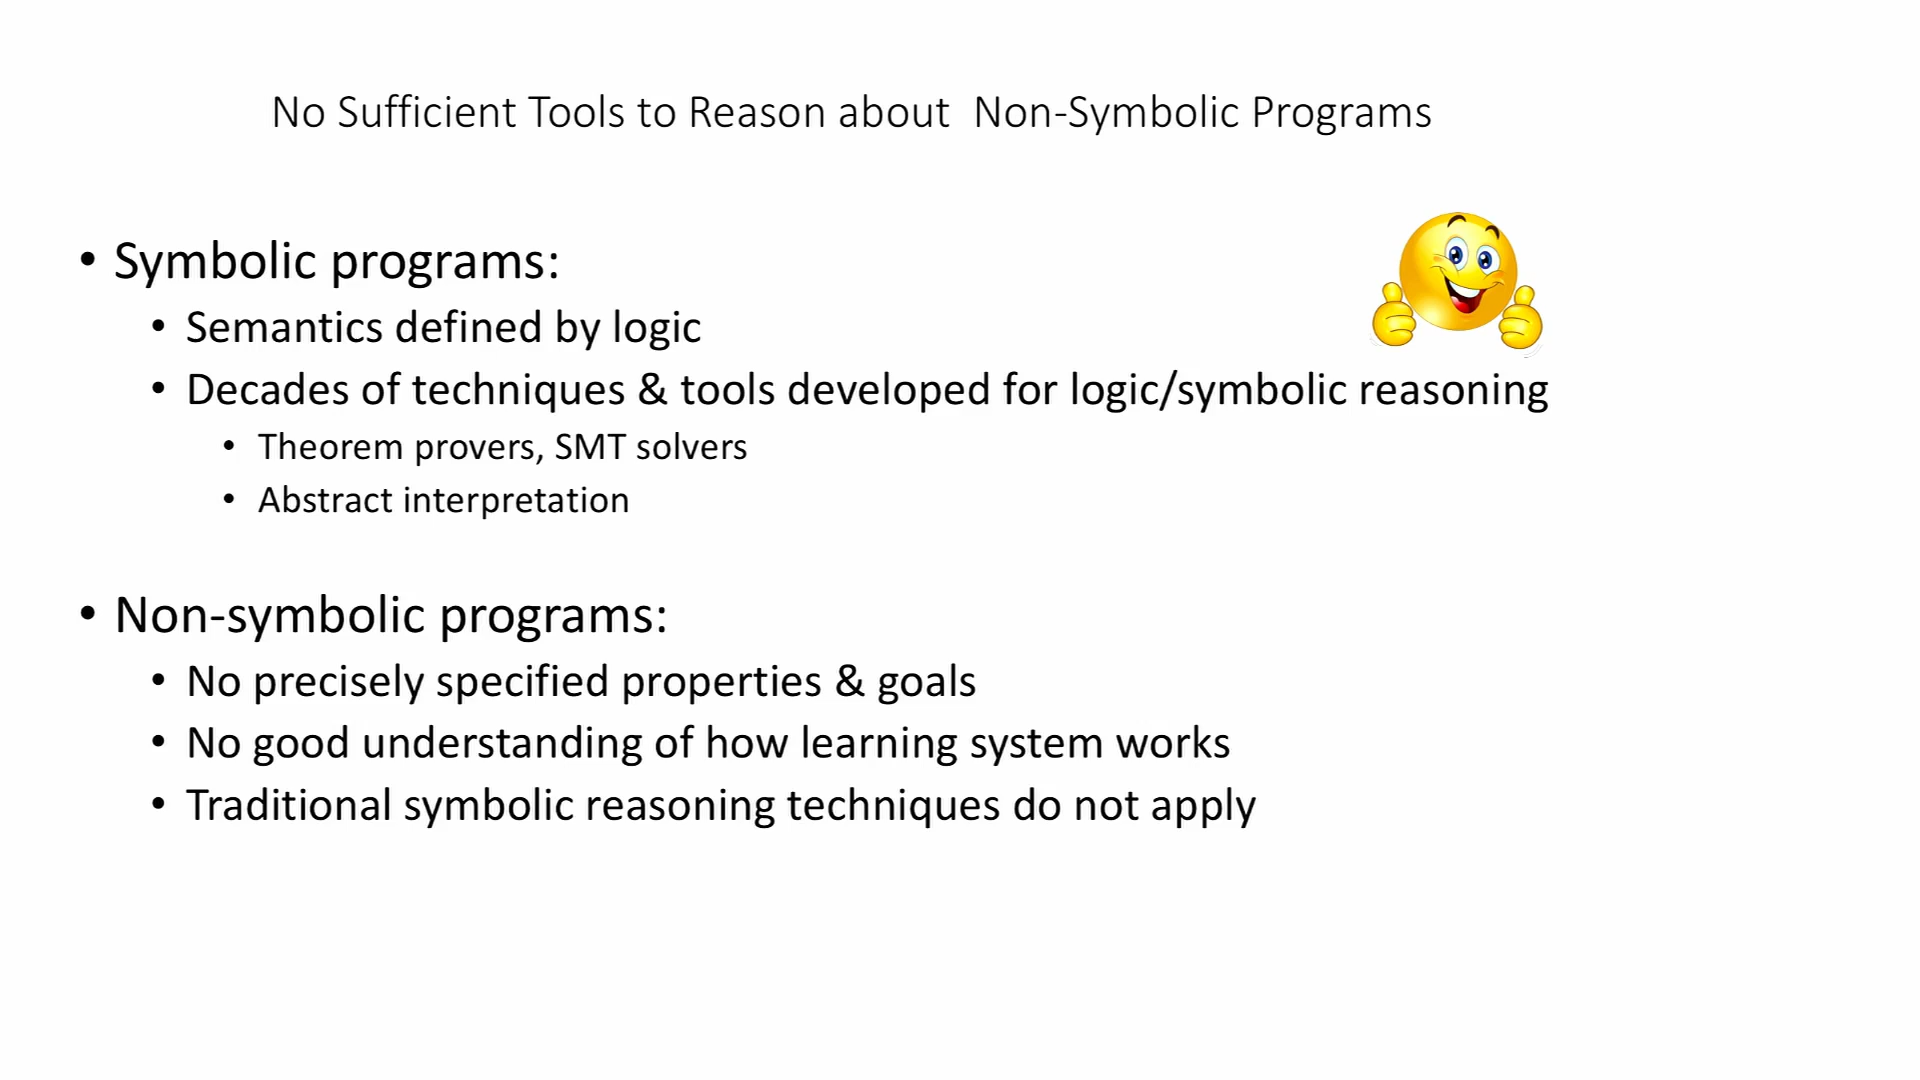 No Sufficient Tools to Reason about  Non-Symbolic Programs
• Symbolic programs:
• Semantics defined by logic
• Decades of techniques & tools developed for logic/symbolic reasoning
• Theorem provers, SMT solvers
• Abstract interpretation
• Non-symbolic programs:
• No precisely specified properties & goals
• No good understanding of how learning system works
• Traditional symbolic reasoning techniques do not apply